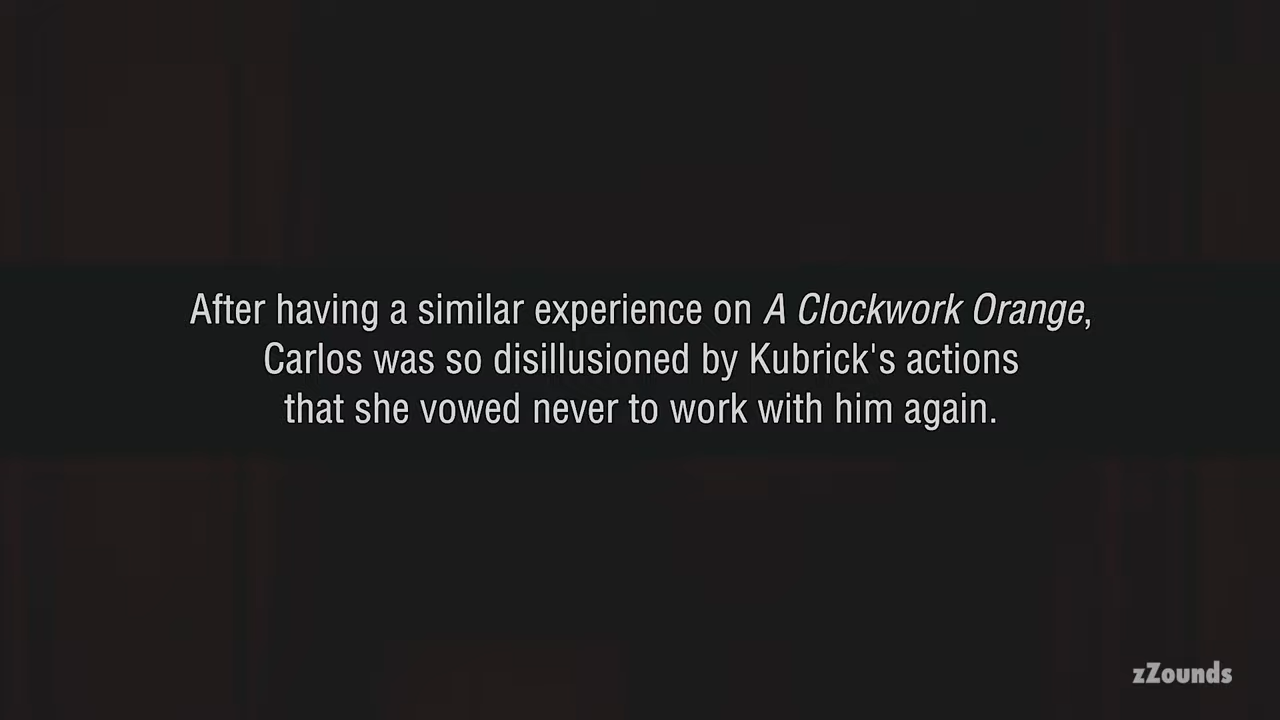 After having a similar experience on A Clockwork Orange,
Carlos was so disillusioned by Kubrick's actions
that she vowed never to work with him again.
zZounds